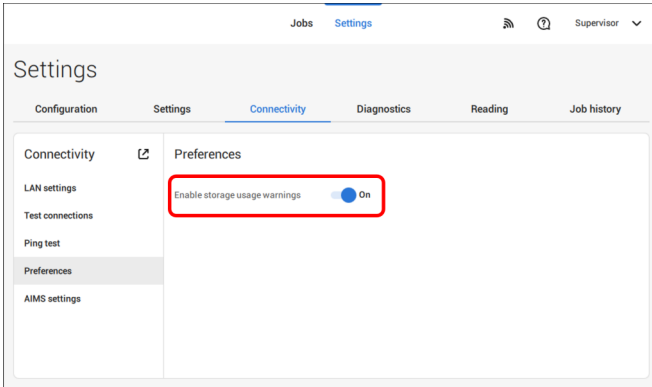 Jobs Settings Supervisor
Settings
Configuration Settings Connectivity Diagnostics Reading Job history
Connectivity
LAN settings
Test connections
Ping test
Preferences
AIMS settings
Preferences
Enable storage usage warnings On